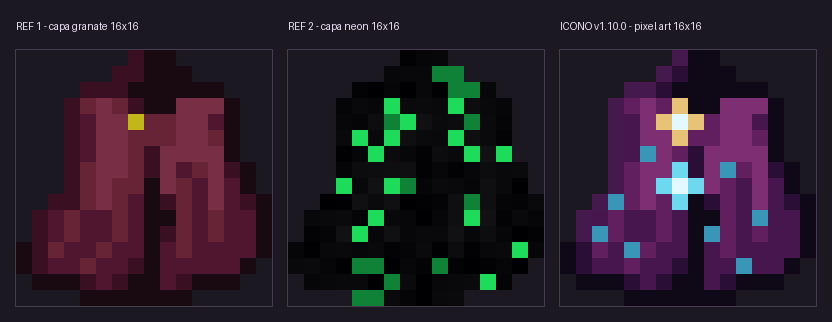 REF 1 - capa granate 16x16
REF 2 - capa neon 16x16
ICONO v1.10.0 - pixel art 16x16